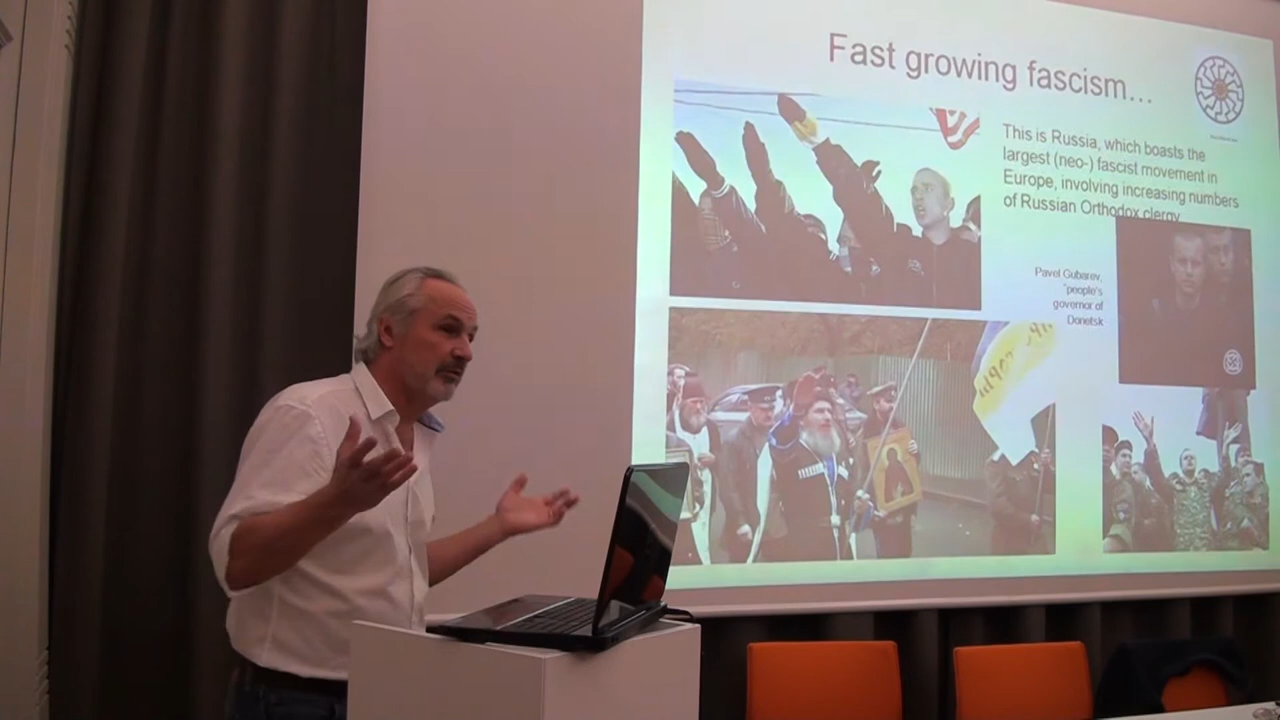 Fast growing fascism...
This is Russia, which boasts the
largest (neo-) fascist movement in
Europe, involving increasing numbers
of Russian Orthodox clergy
Pavel Gubarev,
"people's
governor of
Donetsk